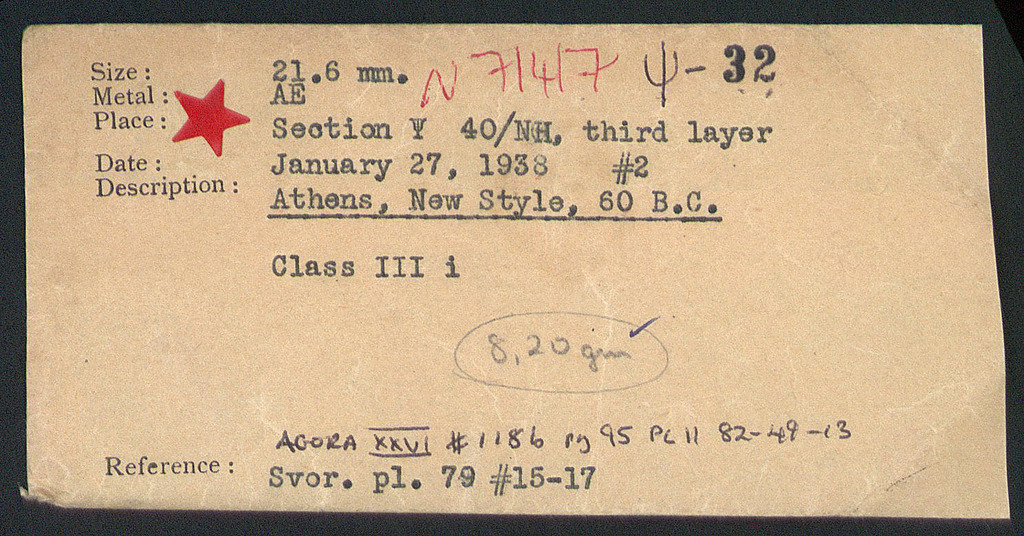 Size : 21.6 mm. N 71417 Ψ- 32
Metal : AE
Place : Section Ψ 40/NH, third layer
Date : January 27, 1938 #2
Description : Athens, New Style, 60 B.C.
Class III i
8,20 gm
AGORA XXVI # 1186 pg 95 PL 11 82-49-13
Reference : Svor. pl. 79 #15-17